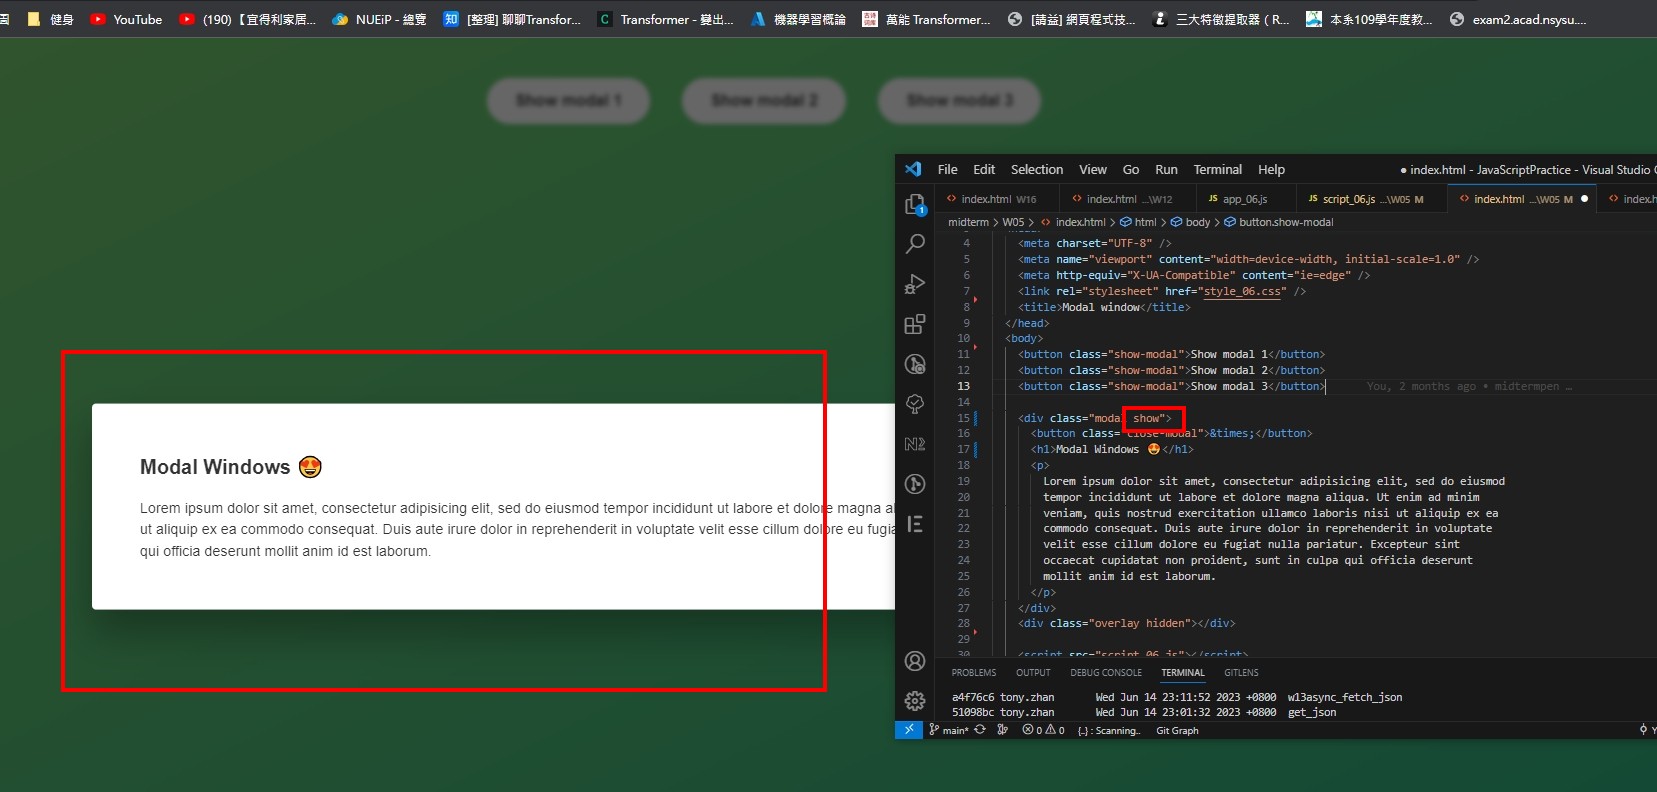 健身 YouTube (190)【宜得利家居... NUEiP - 總覽 [整理] 聊聊Transfor... Transformer - 變出... 機器學習概論 萬能 Transformer... [請益] 網頁程式技... 三大特徵提取器 ( R... 本系109學年度教... exam2.acad.nsysu....
Show modal 1 Show modal 2 Show modal 3
Modal Windows 😍
Lorem ipsum dolor sit amet, consectetur adipisicing elit, sed do eiusmod tempor incididunt ut labore et dolore magna al
ut aliquip ex ea commodo consequat. Duis aute irure dolor in reprehenderit in voluptate velit esse cillum dolore eu fugia
qui officia deserunt mollit anim id est laborum.
File Edit Selection View Go Run Terminal Help ● index.html - JavaScriptPractice - Visual Studio
index.html W16 index.html ...\W12 JS app_06.js JS script_06.js ...\W05 M index.html ...\W05 M ● index.h
midterm > W05 > index.html > html > body > button.show-modal
4 <meta charset="UTF-8" />
5 <meta name="viewport" content="width=device-width, initial-scale=1.0" />
6 <meta http-equiv="X-UA-Compatible" content="ie=edge" />
7 <link rel="stylesheet" href="style_06.css" />
8 <title>Modal window</title>
9 </head>
10 <body>
11 <button class="show-modal">Show modal 1</button>
12 <button class="show-modal">Show modal 2</button>
13 <button class="show-modal">Show modal 3</button> You, 2 months ago • midtermpen …
14
15 <div class="modal show">
16 <button class="close-modal">&times;</button>
17 <h1>Modal Windows 😍</h1>
18 <p>
19 Lorem ipsum dolor sit amet, consectetur adipisicing elit, sed do eiusmod
20 tempor incididunt ut labore et dolore magna aliqua. Ut enim ad minim
21 veniam, quis nostrud exercitation ullamco laboris nisi ut aliquip ex ea
22 commodo consequat. Duis aute irure dolor in reprehenderit in voluptate
23 velit esse cillum dolore eu fugiat nulla pariatur. Excepteur sint
24 occaecat cupidatat non proident, sunt in culpa qui officia deserunt
25 mollit anim id est laborum.
26 </p>
27 </div>
28 <div class="overlay hidden"></div>
29
30 <script src="script_06.js"></script>
PROBLEMS OUTPUT DEBUG CONSOLE TERMINAL GITLENS
a4f76c6 tony.zhan Wed Jun 14 23:11:52 2023 +0800 w13async_fetch_json
51098bc tony.zhan Wed Jun 14 23:01:32 2023 +0800 get_json
main* 0 0 {..} : Scanning.. Git Graph